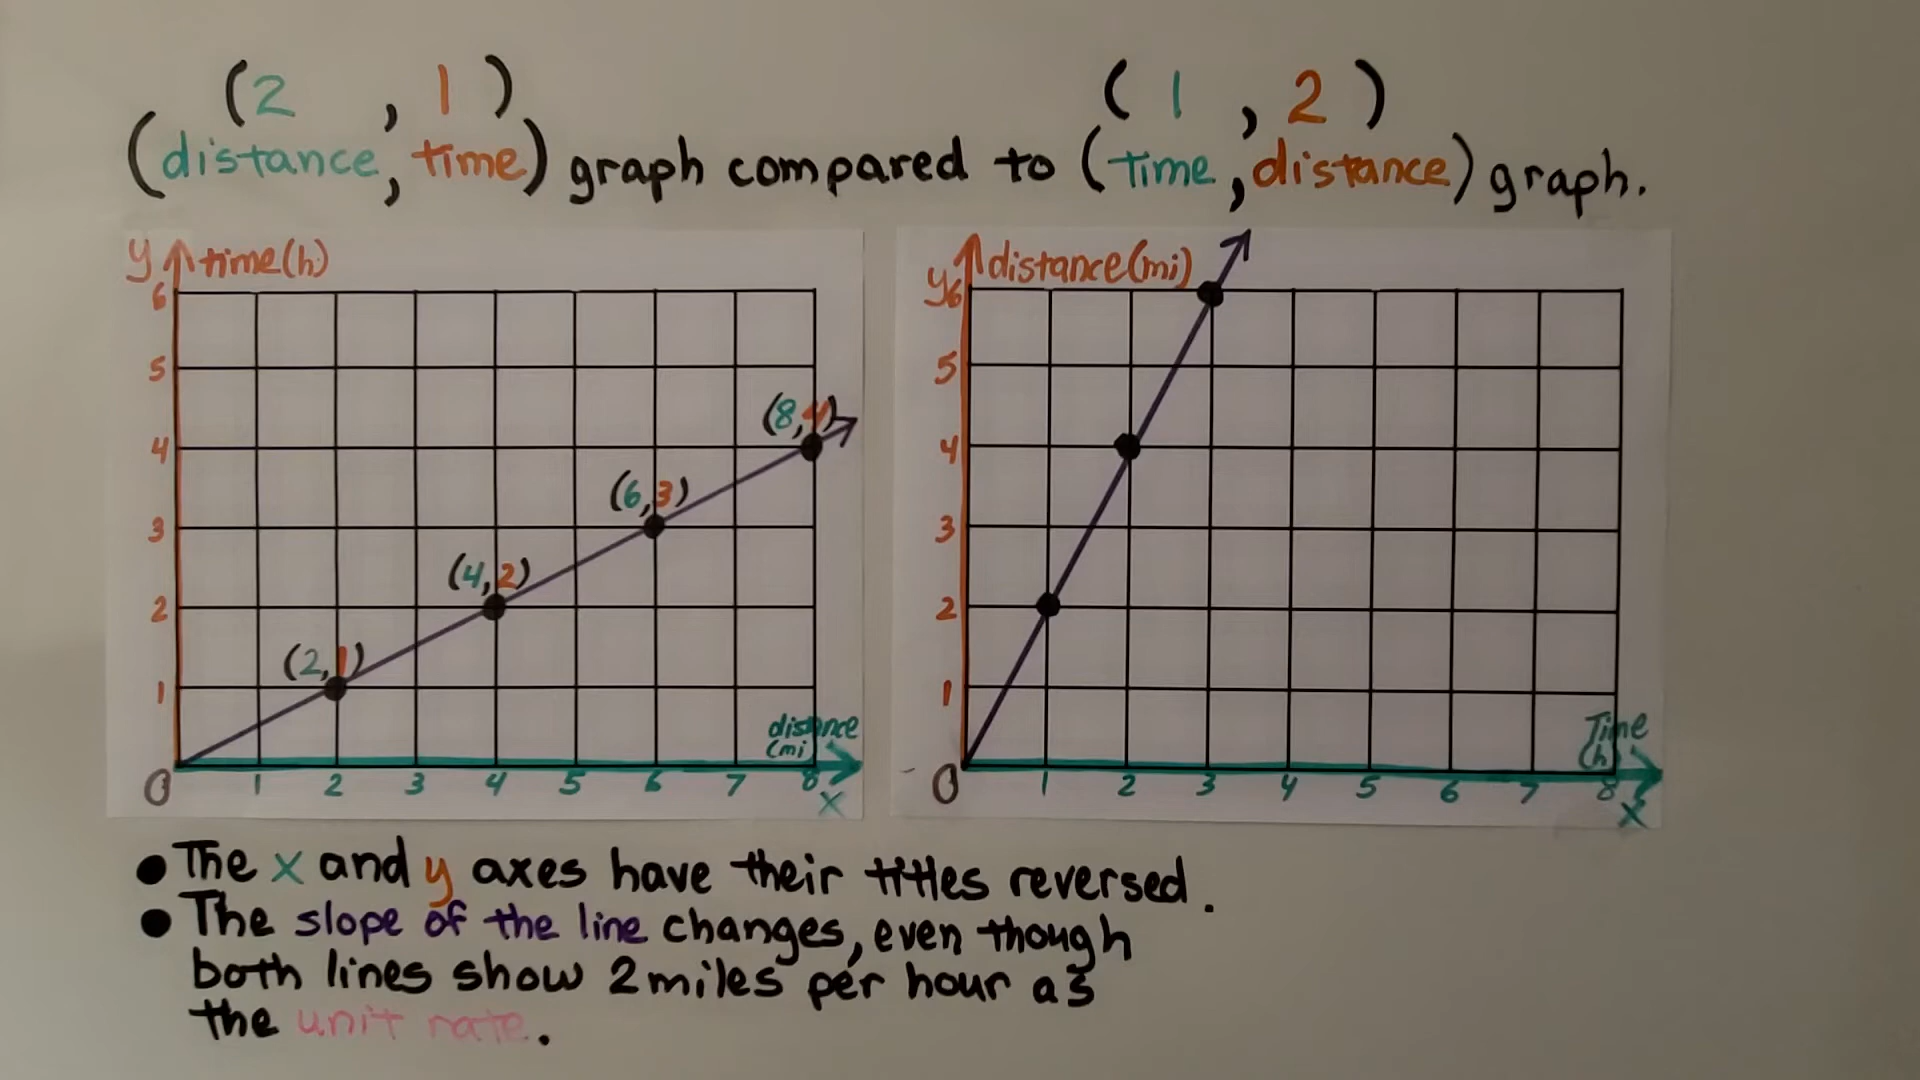 (2, 1) (1, 2)
(distance, time) graph compared to (time, distance) graph.
y time(h)
6
5
4
3
2
1
0 1 2 3 4 5 6 7 8
(2,1)
(4,2)
(6,3)
(8,4)
distance
(mi)
x
y distance(mi)
6
5
4
3
2
1
0 1 2 3 4 5 6 7 8
Time
(h)
x
● The x and y axes have their titles reversed.
● The slope of the line changes, even though
both lines show 2 miles per hour as
the unit rate.